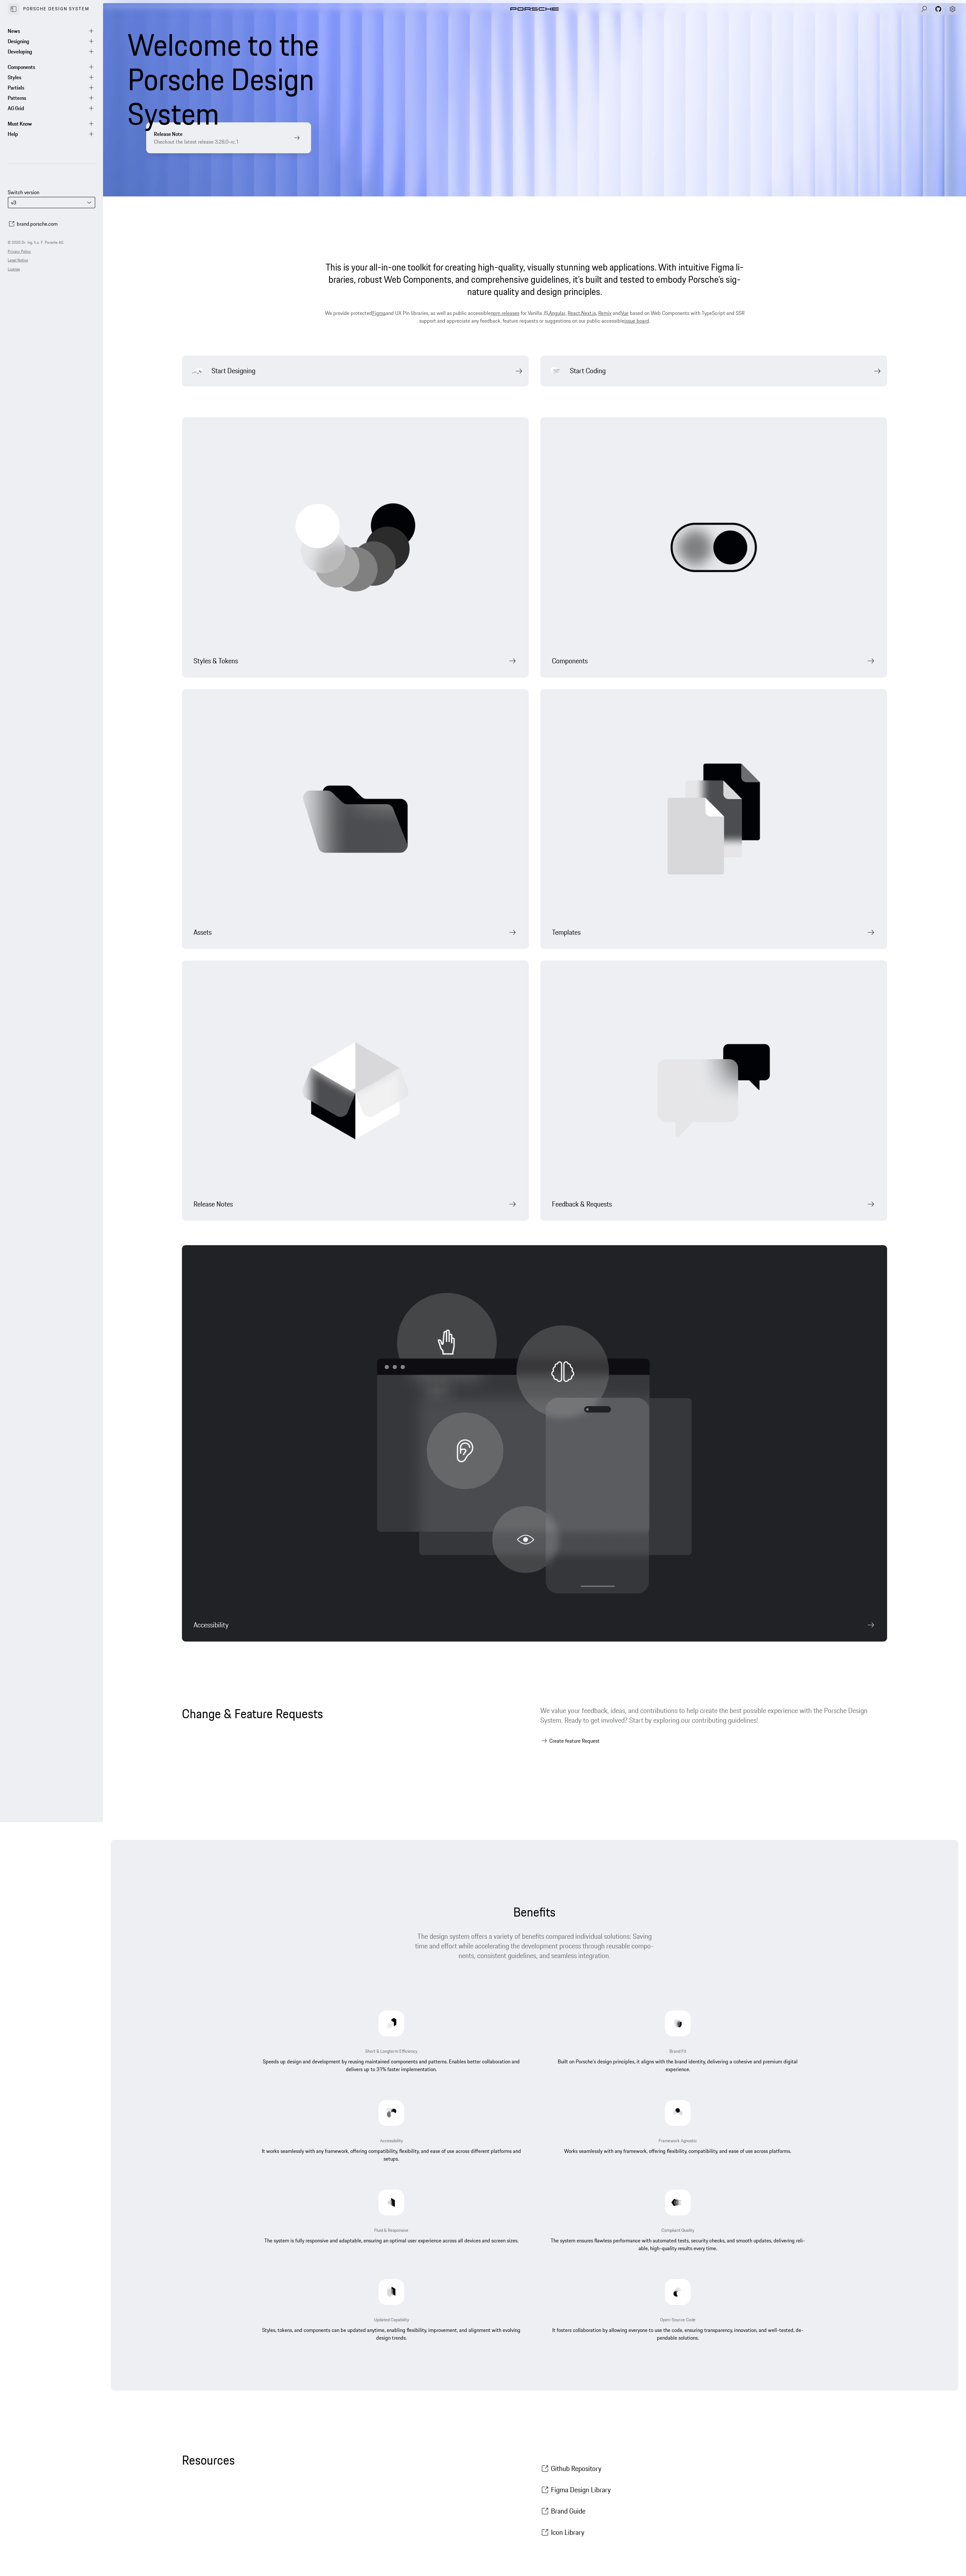 PORSCHE DESIGN SYSTEM
News
Designing
Developing
Components
Styles
Partials
Patterns
AG Grid
Must Know
Help
Switch version
v3
brand.porsche.com
© 2025 Dr. Ing. h.c. F. Porsche AG
Privacy Policy
Legal Notice
License
PORSCHE
Welcome to the
Porsche Design
System
Release Note
Checkout the latest release 3.28.0-rc.1
This is your all-in-one toolkit for creating high-quality, visually stunning web applications. With intuitive Figma li-
braries, robust Web Components, and comprehensive guidelines, it's built and tested to embody Porsche's sig-
nature quality and design principles.
We provide protectedFigmaand UX Pin libraries, as well as public accessiblenpm releases for Vanilla JS,Angular, React,Next.js, Remix andVue based on Web Components with TypeScript and SSR
support and appreciate any feedback, feature requests or suggestions on our public accessibleissue board.
Start Designing
Start Coding
Styles & Tokens
Components
Assets
Templates
Release Notes
Feedback & Requests
Accessibility
Change & Feature Requests
We value your feedback, ideas, and contributions to help create the best possible experience with the Porsche Design
System. Ready to get involved? Start by exploring our contributing guidelines!
Create feature Request
Benefits
The design system offers a variety of benefits compared individual solutions: Saving
time and effort while accelerating the development process through reusable compo-
nents, consistent guidelines, and seamless integration.
Short & Longterm Efficiency
Speeds up design and development by reusing maintained components and patterns. Enables better collaboration and
delivers up to 31% faster implementation.
Brand Fit
Built on Porsche's design principles, it aligns with the brand identity, delivering a cohesive and premium digital
experience.
Accessibility
It works seamlessly with any framework, offering compatibility, flexibility, and ease of use across different platforms and
setups.
Framework Agnostic
Works seamlessly with any framework, offering flexibility, compatibility, and ease of use across platforms.
Fluid & Responsive
The system is fully responsive and adaptable, ensuring an optimal user experience across all devices and screen sizes.
Compliant Quality
The system ensures flawless performance with automated tests, security checks, and smooth updates, delivering reli-
able, high-quality results every time.
Updated Capability
Styles, tokens, and components can be updated anytime, enabling flexibility, improvement, and alignment with evolving
design trends.
Open-Source Code
It fosters collaboration by allowing everyone to use the code, ensuring transparency, innovation, and well-tested, de-
pendable solutions.
Resources
Github Repository
Figma Design Library
Brand Guide
Icon Library